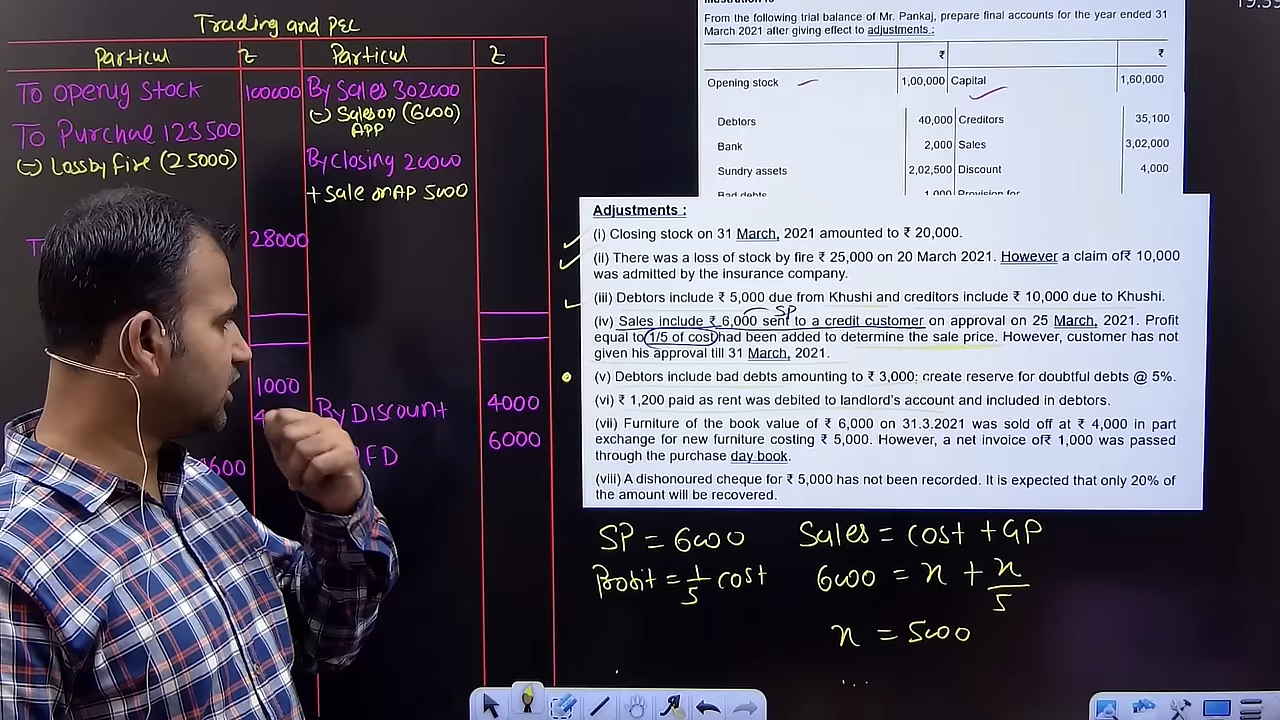 Trading and P&L
Particul ₹ Particul ₹
To openig stock 100000 By Sales 302000
(-) Sales on (6000)
APP
To Purchae 123500
(-) Loss by fire (25000)
By closing 20000
+ Sale on AP 5000
28000
1000
By Discount 4000
FD 6000
From the following trial balance of Mr. Pankaj, prepare final accounts for the year ended 31
March 2021 after giving effect to adjustments :
₹ ₹
Opening stock 1,00,000 Capital 1,60,000
Debtors 40,000 Creditors 35,100
Bank 2,000 Sales 3,02,000
Sundry assets 2,02,500 Discount 4,000
Bad debts 1,000 Provision for
Adjustments :
(i) Closing stock on 31 March, 2021 amounted to ₹ 20,000.
(ii) There was a loss of stock by fire ₹ 25,000 on 20 March 2021. However a claim of₹ 10,000
was admitted by the insurance company.
(iii) Debtors include ₹ 5,000 due from Khushi and creditors include ₹ 10,000 due to Khushi.
SP
(iv) Sales include ₹ 6,000 sent to a credit customer on approval on 25 March, 2021. Profit
equal to 1/5 of cost had been added to determine the sale price. However, customer has not
given his approval till 31 March, 2021.
(v) Debtors include bad debts amounting to ₹ 3,000; create reserve for doubtful debts @ 5%.
(vi) ₹ 1,200 paid as rent was debited to landlord's account and included in debtors.
(vii) Furniture of the book value of ₹ 6,000 on 31.3.2021 was sold off at ₹ 4,000 in part
exchange for new furniture costing ₹ 5,000. However, a net invoice of₹ 1,000 was passed
through the purchase day book.
(viii) A dishonoured cheque for ₹ 5,000 has not been recorded. It is expected that only 20% of
the amount will be recovered.
SP = 6000 Sales = cost + GP
Profit = 1/5 cost 6000 = x + x/5
x = 5000